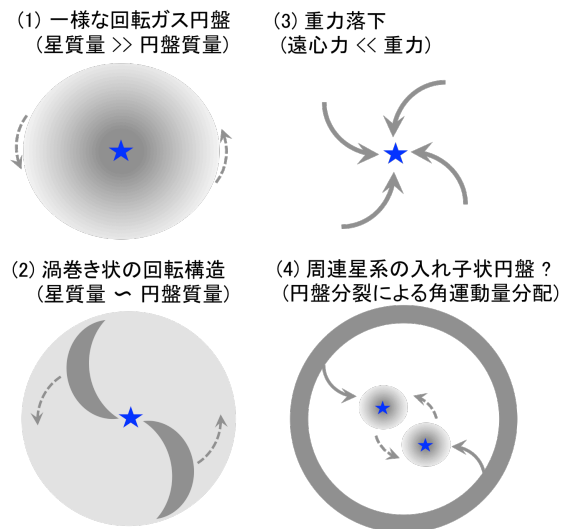 (1) 一様な回転ガス円盤
(星質量 >> 円盤質量)
(3) 重力落下
(遠心力 << 重力)
(2) 渦巻き状の回転構造
(星質量 〜 円盤質量)
(4) 周連星系の入れ子状円盤 ?
(円盤分裂による角運動量分配)